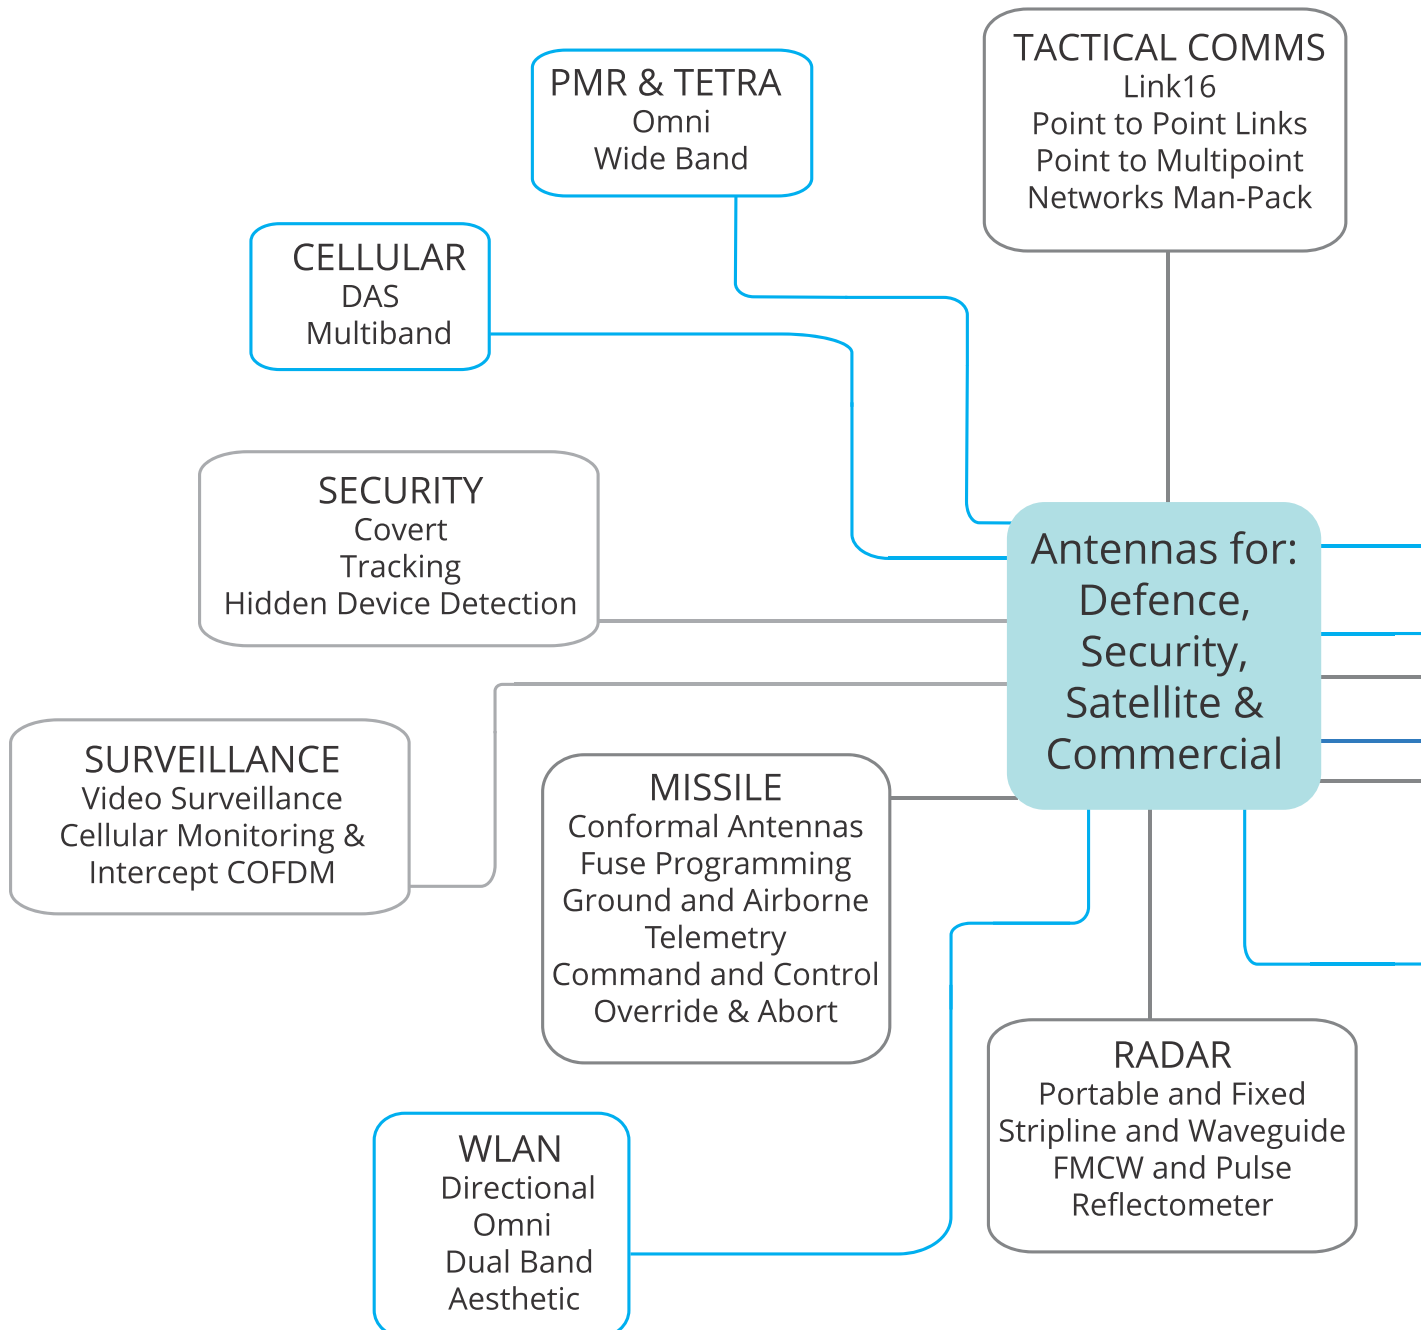 TACTICAL COMMS
Link16
Point to Point Links
Point to Multipoint
Networks Man-Pack
PMR & TETRA
Omni
Wide Band
CELLULAR
DAS
Multiband
SECURITY
Covert
Tracking
Hidden Device Detection
Antennas for:
Defence,
Security,
Satellite &
Commercial
SURVEILLANCE
Video Surveillance
Cellular Monitoring &
Intercept COFDM
MISSILE
Conformal Antennas
Fuse Programming
Ground and Airborne
Telemetry
Command and Control
Override & Abort
RADAR
Portable and Fixed
Stripline and Waveguide
FMCW and Pulse
Reflectometer
WLAN
Directional
Omni
Dual Band
Aesthetic